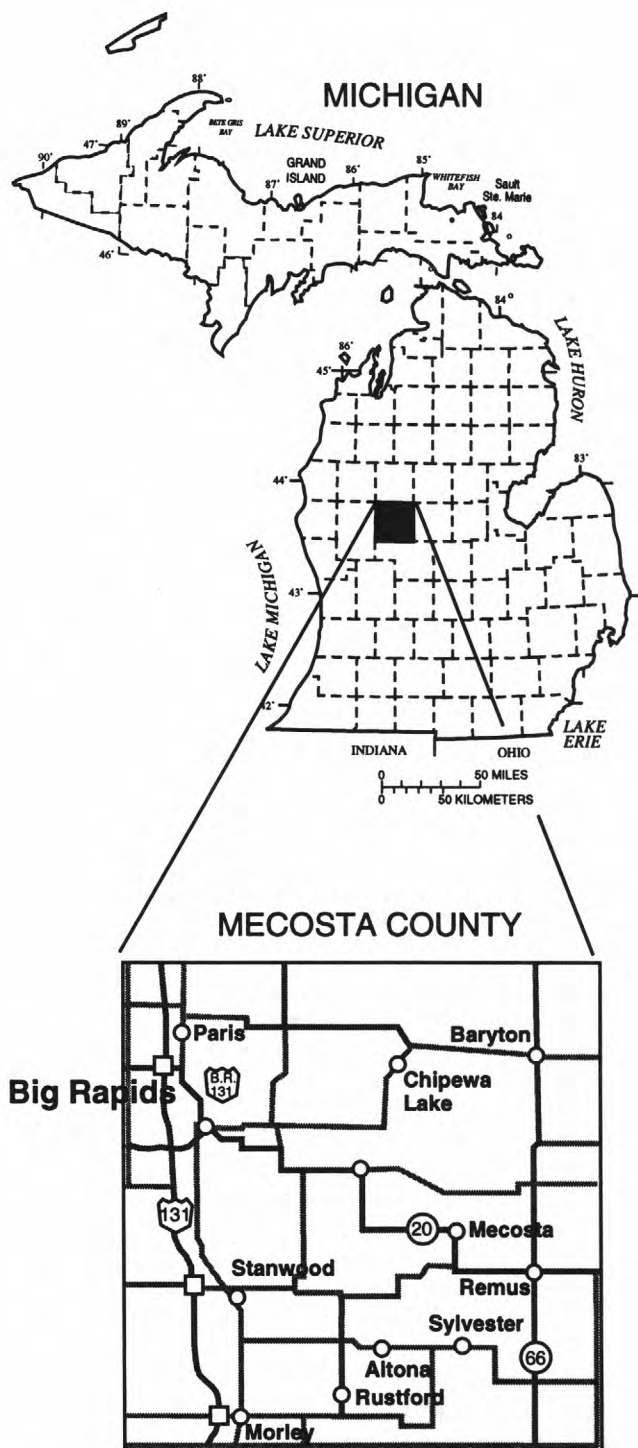 MICHIGAN
88°
89°
47°
BETE GRIS
BAY
LAKE SUPERIOR
90°
GRAND
ISLAND
87°
86°
85°
WHITEFISH
BAY
Sault
Ste. Marie
84
46°
84°
86°
45°
LAKE HURON
83°
44°
LAKE MICHIGAN
43°
42°
INDIANA
OHIO
LAKE
ERIE
0 50 MILES
0 50 KILOMETERS
MECOSTA COUNTY
Paris
Baryton
B.R.
131
Chipewa
Lake
Big Rapids
131
20
Mecosta
Stanwood
Remus
Sylvester
Altona
66
Rustford
Morley